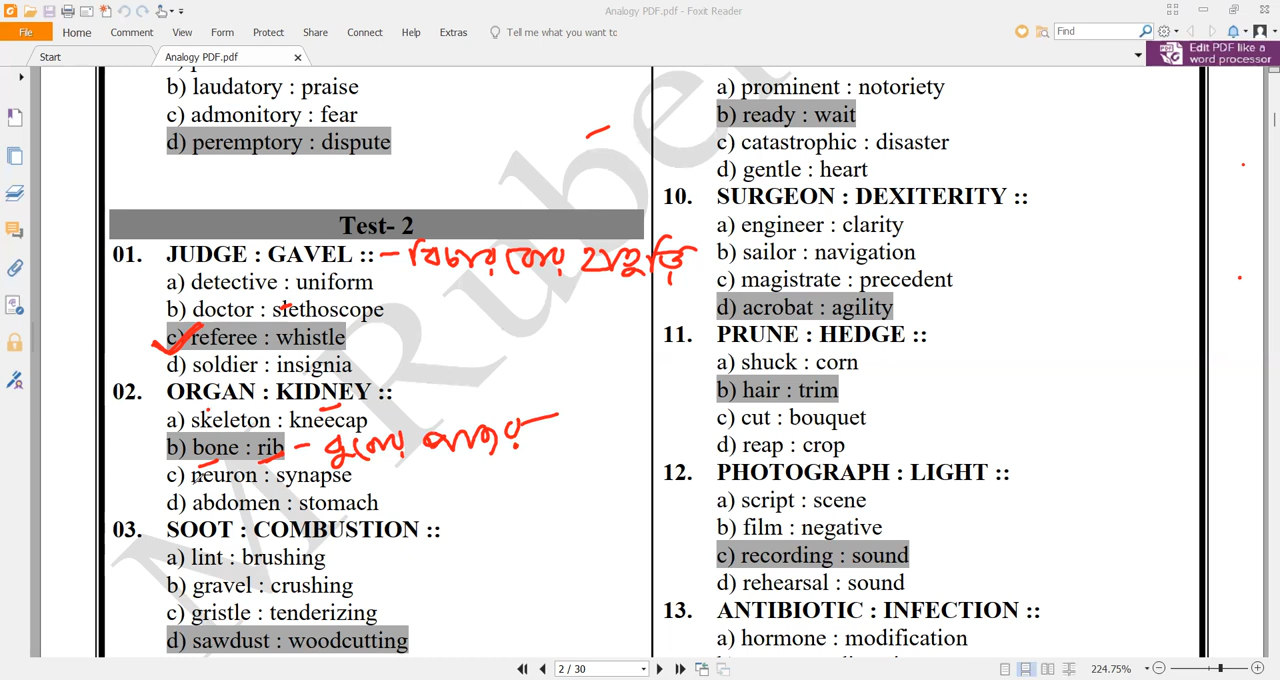 Analogy PDF.pdf - Foxit Reader
File Home Comment View Form Protect Share Connect Help Extras Tell me what you want to Find
Start Analogy PDF.pdf
Edit PDF like a
word processor
b) laudatory : praise
c) admonitory : fear
d) peremptory : dispute
Test- 2
01. JUDGE : GAVEL ::
a) detective : uniform
b) doctor : slethoscope
c) referee : whistle
d) soldier : insignia
02. ORGAN : KIDNEY ::
a) skeleton : kneecap
b) bone : rib
c) neuron : synapse
d) abdomen : stomach
03. SOOT : COMBUSTION ::
a) lint : brushing
b) gravel : crushing
c) gristle : tenderizing
d) sawdust : woodcutting
a) prominent : notoriety
b) ready : wait
c) catastrophic : disaster
d) gentle : heart
10. SURGEON : DEXITERITY ::
a) engineer : clarity
b) sailor : navigation
c) magistrate : precedent
d) acrobat : agility
11. PRUNE : HEDGE ::
a) shuck : corn
b) hair : trim
c) cut : bouquet
d) reap : crop
12. PHOTOGRAPH : LIGHT ::
a) script : scene
b) film : negative
c) recording : sound
d) rehearsal : sound
13. ANTIBIOTIC : INFECTION ::
a) hormone : modification
M Rube
2 / 30
224.75%